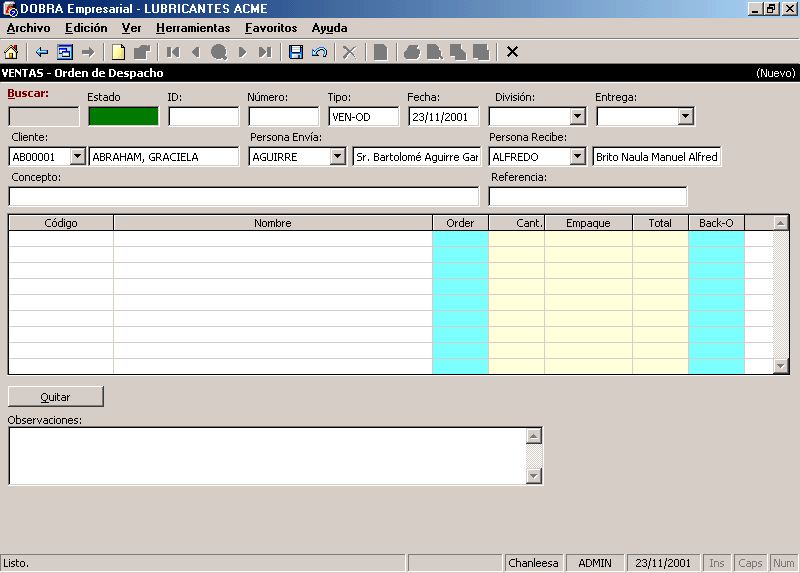 DOBRA Empresarial - LUBRICANTES ACME
Archivo Edición Ver Herramientas Favoritos Ayuda
VENTAS - Orden de Despacho (Nuevo)
Buscar: Estado ID: Número: Tipo: Fecha: División: Entrega:
VEN-OD 23/11/2001
Cliente: Persona Envía: Persona Recibe:
AB00001 ABRAHAM, GRACIELA AGUIRRE Sr. Bartolomé Aguirre Gar ALFREDO Brito Naula Manuel Alfred
Concepto: Referencia:
Código Nombre Order Cant. Empaque Total Back-O
Quitar
Observaciones:
Listo. Chanleesa ADMIN 23/11/2001 Ins Caps Num